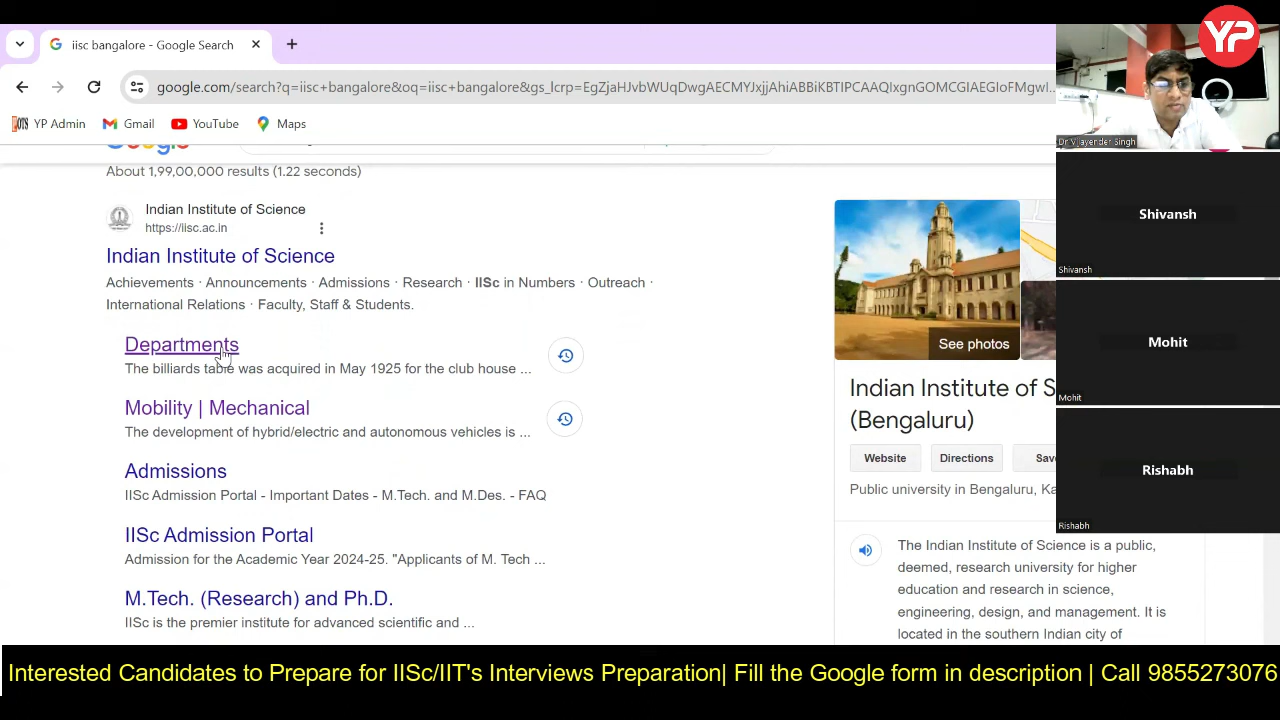 iisc bangalore - Google Search
google.com/search?q=iisc+bangalore&oq=iisc+bangalore&gs_lcrp=
YP Admin
Gmail
YouTube
Maps
YP
Google
About 1,99,00,000 results (1.22 seconds)
Indian Institute of Science
https://iisc.ac.in
Indian Institute of Science
Achievements · Announcements · Admissions · Research · IISc in Numbers · Outreach ·
International Relations · Faculty, Staff & Students.
Departments
The billiards table was acquired in May 1925 for the club house ...
Mobility | Mechanical
The development of hybrid/electric and autonomous vehicles is ...
Admissions
IISc Admission Portal - Important Dates - M.Tech. and M.Des. - FAQ
IISc Admission Portal
Admission for the Academic Year 2024-25. "Applicants of M. Tech ...
M.Tech. (Research) and Ph.D.
IISc is the premier institute for advanced scientific and ...
See photos
Indian Institute of S
(Bengaluru)
Website
Directions
Save
Public university in Bengaluru, Ka
The Indian Institute of Science is a public,
deemed, research university for higher
education and research in science,
engineering, design, and management. It is
located in the southern Indian city of
Dr Vijayender Singh
Shivansh
Shivansh
Mohit
Mohit
Rishabh
Rishabh
Interested Candidates to Prepare for IISc/IIT's Interviews Preparation| Fill the Google form in description | Call 9855273076